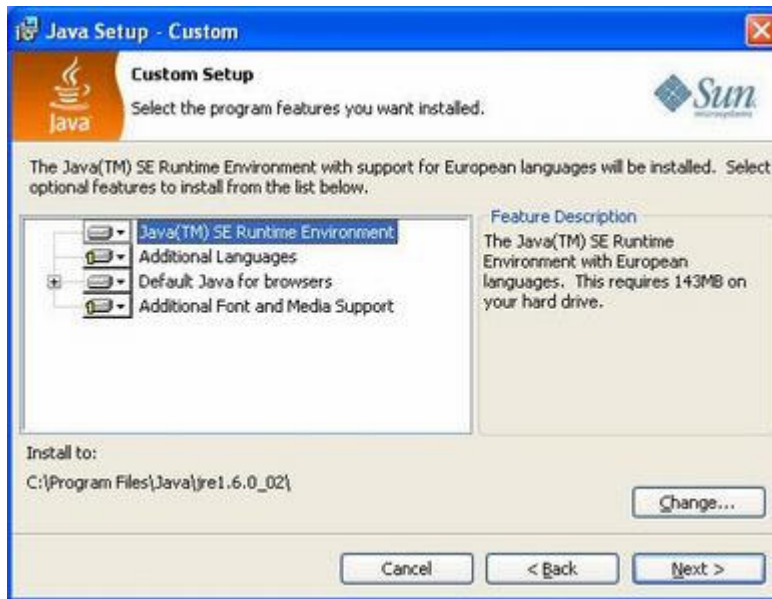 Java Setup - Custom
Custom Setup
Select the program features you want installed.
Java
Sun
microsystems
The Java(TM) SE Runtime Environment with support for European languages will be installed. Select
optional features to install from the list below.
Java(TM) SE Runtime Environment
Additional Languages
Default Java for browsers
Additional Font and Media Support
Feature Description
The Java(TM) SE Runtime
Environment with European
languages. This requires 143MB on
your hard drive.
Install to:
C:\Program Files\Java\jre1.6.0_02\
Change...
Cancel
< Back
Next >